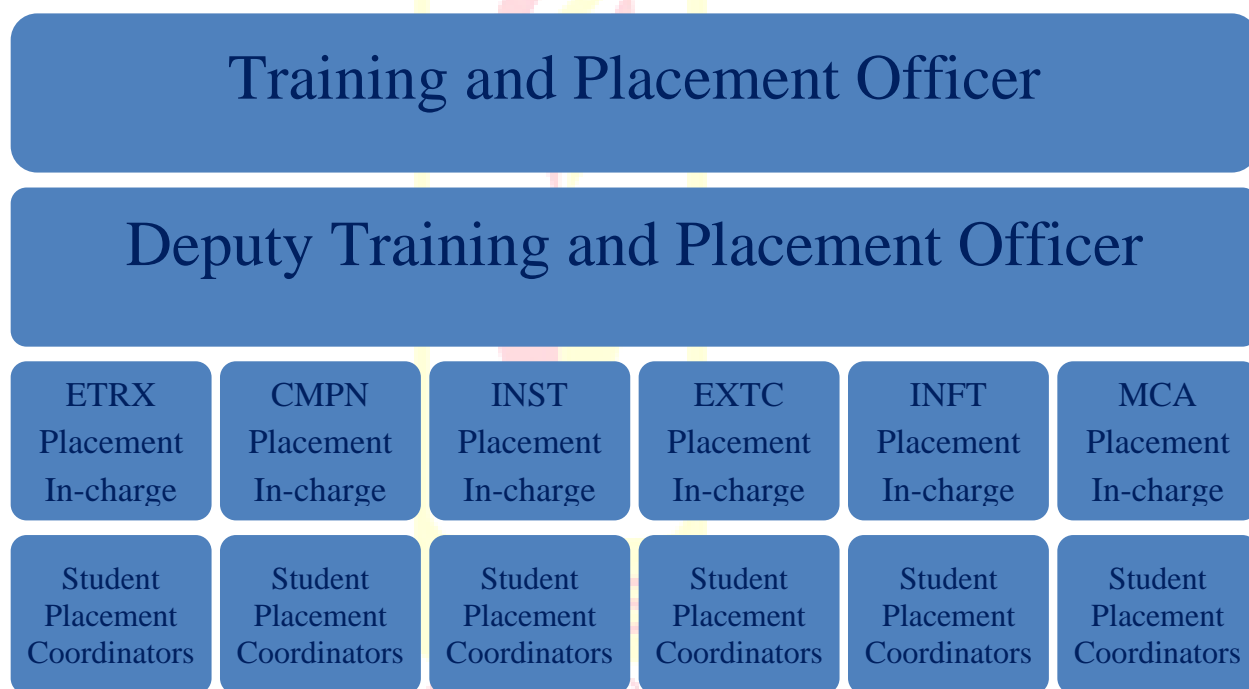 Training and Placement Officer
Deputy Training and Placement Officer
ETRX
Placement
In-charge
CMPN
Placement
In-charge
INST
Placement
In-charge
EXTC
Placement
In-charge
INFT
Placement
In-charge
MCA
Placement
In-charge
Student
Placement
Coordinators
Student
Placement
Coordinators
Student
Placement
Coordinators
Student
Placement
Coordinators
Student
Placement
Coordinators
Student
Placement
Coordinators